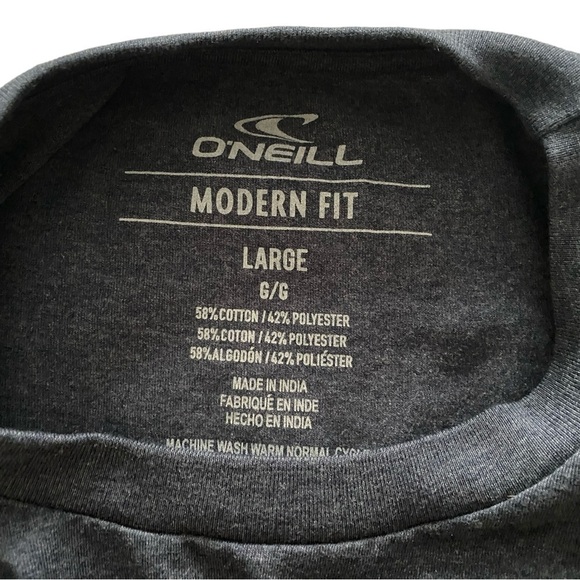 O'NEILL
MODERN FIT
LARGE
G/G
58% COTTON / 42% POLYESTER
58% COTON / 42% POLYESTER
58% ALGODÓN / 42% POLIÉSTER
MADE IN INDIA
FABRIQUÉ EN INDE
HECHO EN INDIA
MACHINE WASH WARM NORMAL